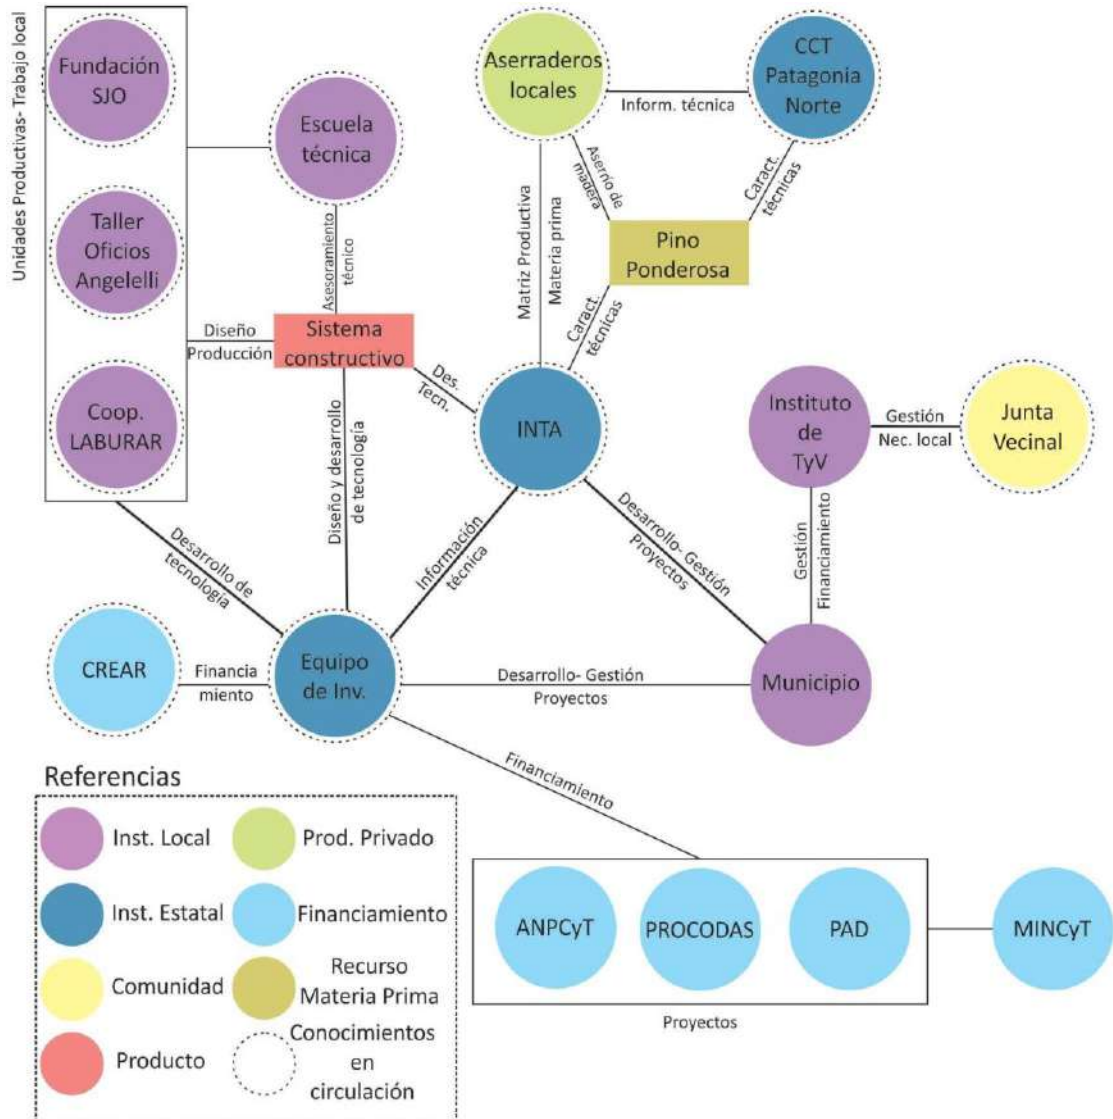 Unidades Productivas- Trabajo local
Fundación
SJO
Taller
Oficios
Angelelli
Coop.
LABURAR
Escuela
técnica
Asesoramiento
técnico
Diseño
Producción
Sistema
constructivo
Des.
Tecn.
Aserraderos
locales
Inform. técnica
CCT
Patagonia
Norte
Aserrío de
madera
Caract.
técnicas
Matriz Productiva
Materia prima
Pino
Ponderosa
Caract.
técnicas
INTA
Instituto
de
TyV
Gestión
Nec. local
Junta
Vecinal
Diseño y desarrollo
de tecnología
Desarrollo de
tecnología
Información
técnica
Desarrollo- Gestión
Proyectos
Gestión
Financiamiento
CREAR
Financia
miento
Equipo
de Inv.
Desarrollo- Gestión
Proyectos
Municipio
Financiamiento
ANPCyT
PROCODAS
PAD
MINCyT
Proyectos
Referencias
Inst. Local
Prod. Privado
Inst. Estatal
Financiamiento
Comunidad
Recurso
Materia Prima
Producto
Conocimientos
en
circulación